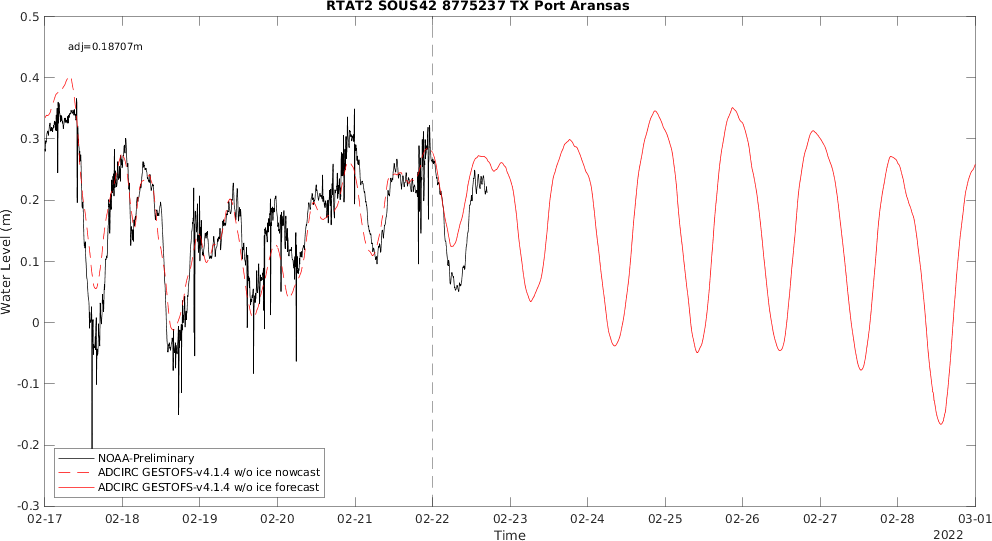 RTAT2 SOUS42 8775237 TX Port Aransas
0.5
adj=0.18707m
0.4
0.3
0.2
0.1
0
-0.1
-0.2
-0.3
Water Level (m)
NOAA-Preliminary
ADCIRC GESTOFS-v4.1.4 w/o ice nowcast
ADCIRC GESTOFS-v4.1.4 w/o ice forecast
02-17 02-18 02-19 02-20 02-21 02-22 02-23 02-24 02-25 02-26 02-27 02-28 03-01
Time
2022